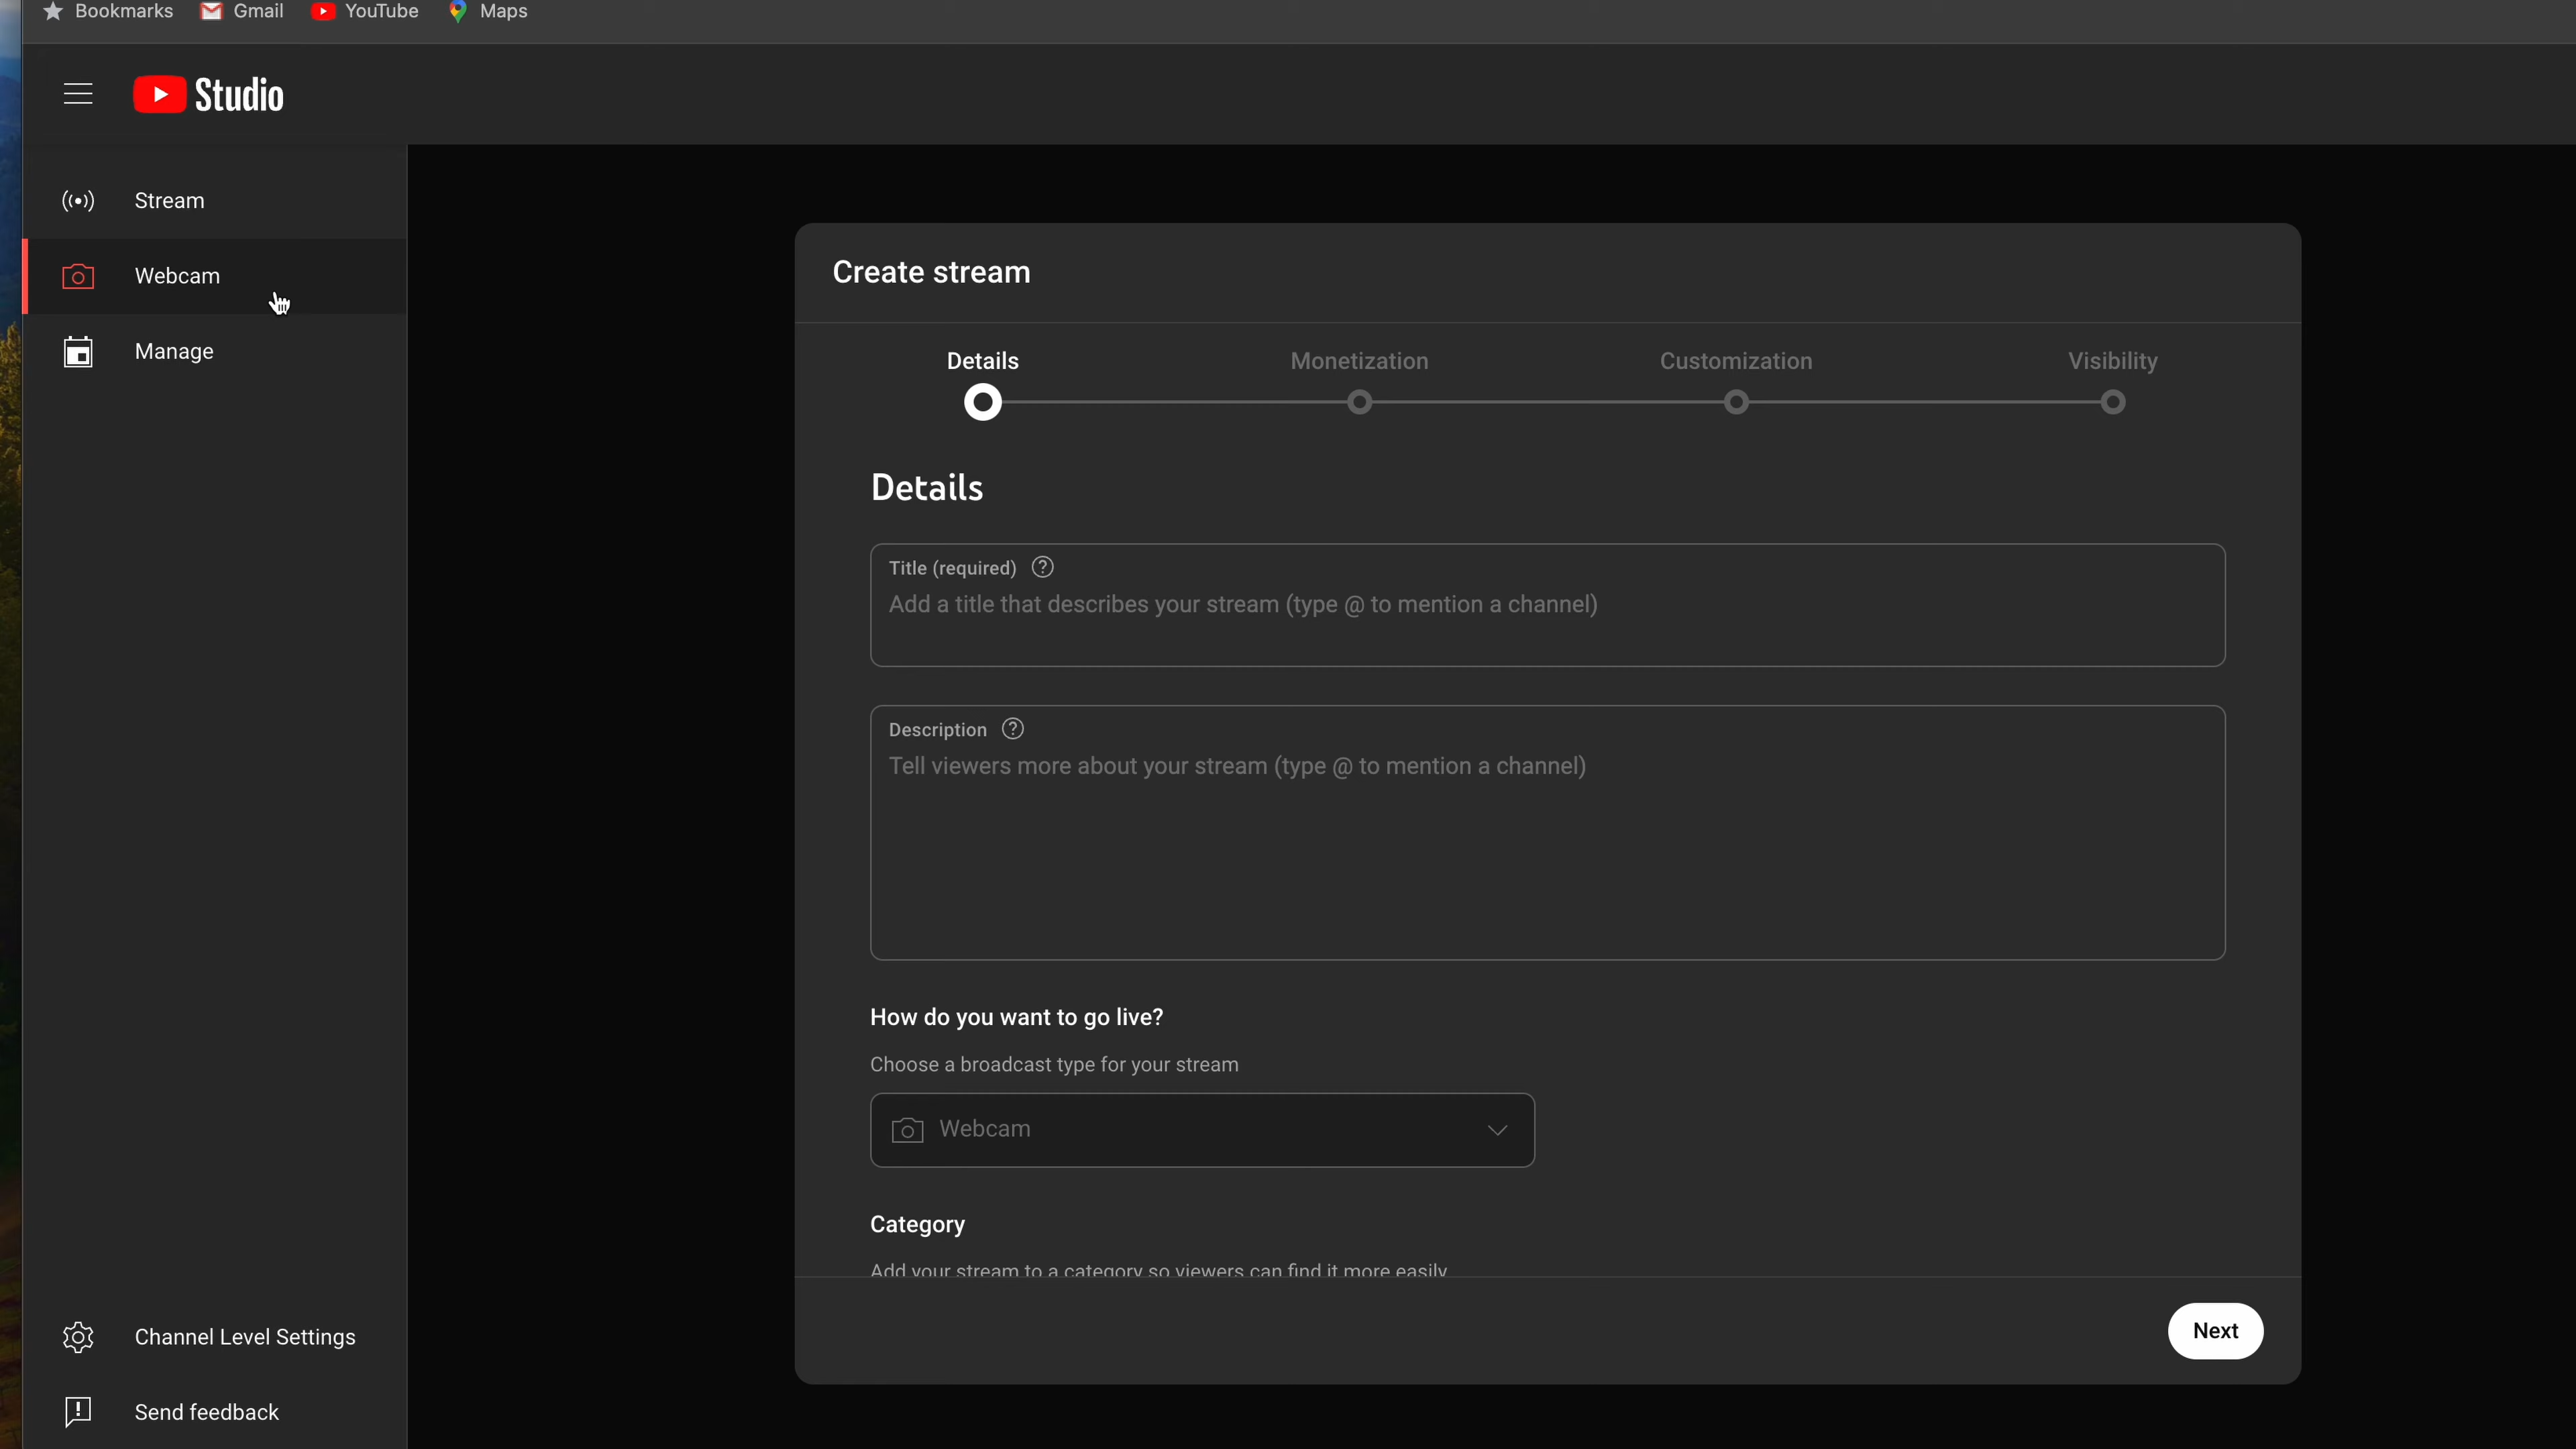 Bookmarks Gmail YouTube Maps
Studio
Stream
Webcam
Manage
Create stream
Details Monetization Customization Visibility
Details
Title (required)
Add a title that describes your stream (type @ to mention a channel)
Description
Tell viewers more about your stream (type @ to mention a channel)
How do you want to go live?
Choose a broadcast type for your stream
Webcam
Category
Add your stream to a category so viewers can find it more easily
Next
Channel Level Settings
Send feedback